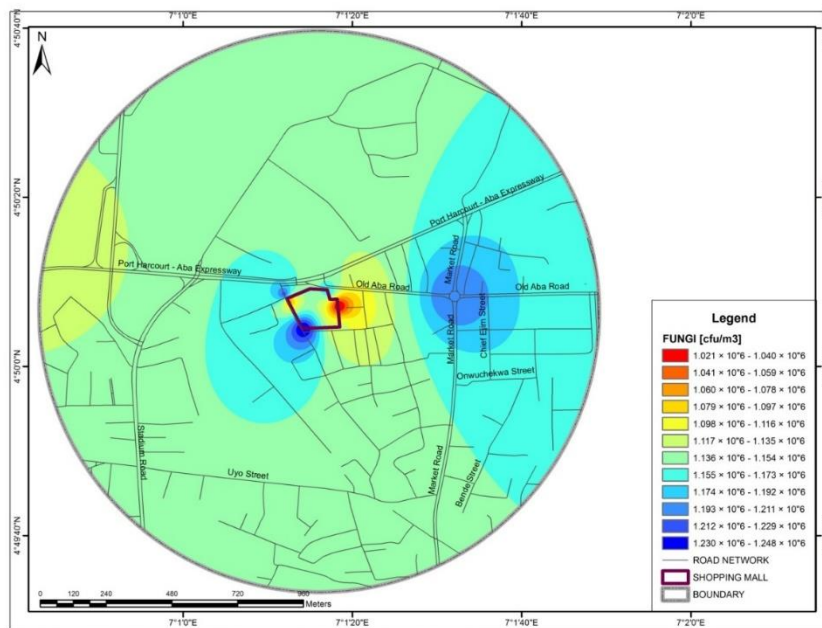 7°1'0"E 7°1'20"E 7°1'40"E 7°2'0"E
4°50'40"N
N
4°50'20"N
Port Harcourt - Aba Expressway
Market Road
Port Harcourt - Aba Expressway
Old Aba Road
Old Aba Road
Market Road
Chief Ejim Street
4°50'0"N
Onwuchekwa Street
Stadium Road
Uyo Street
Market Road
Bende Street
4°49'40"N
0 120 240 480 720 960
Meters
7°1'0"E 7°1'20"E 7°1'40"E 7°2'0"E
Legend
FUNGI [cfu/m3]
1.021 × 10^6 - 1.040 × 10^6
1.041 × 10^6 - 1.059 × 10^6
1.060 × 10^6 - 1.078 × 10^6
1.079 × 10^6 - 1.097 × 10^6
1.098 × 10^6 - 1.116 × 10^6
1.117 × 10^6 - 1.135 × 10^6
1.136 × 10^6 - 1.154 × 10^6
1.155 × 10^6 - 1.173 × 10^6
1.174 × 10^6 - 1.192 × 10^6
1.193 × 10^6 - 1.211 × 10^6
1.212 × 10^6 - 1.229 × 10^6
1.230 × 10^6 - 1.248 × 10^6
ROAD NETWORK
SHOPPING MALL
BOUNDARY